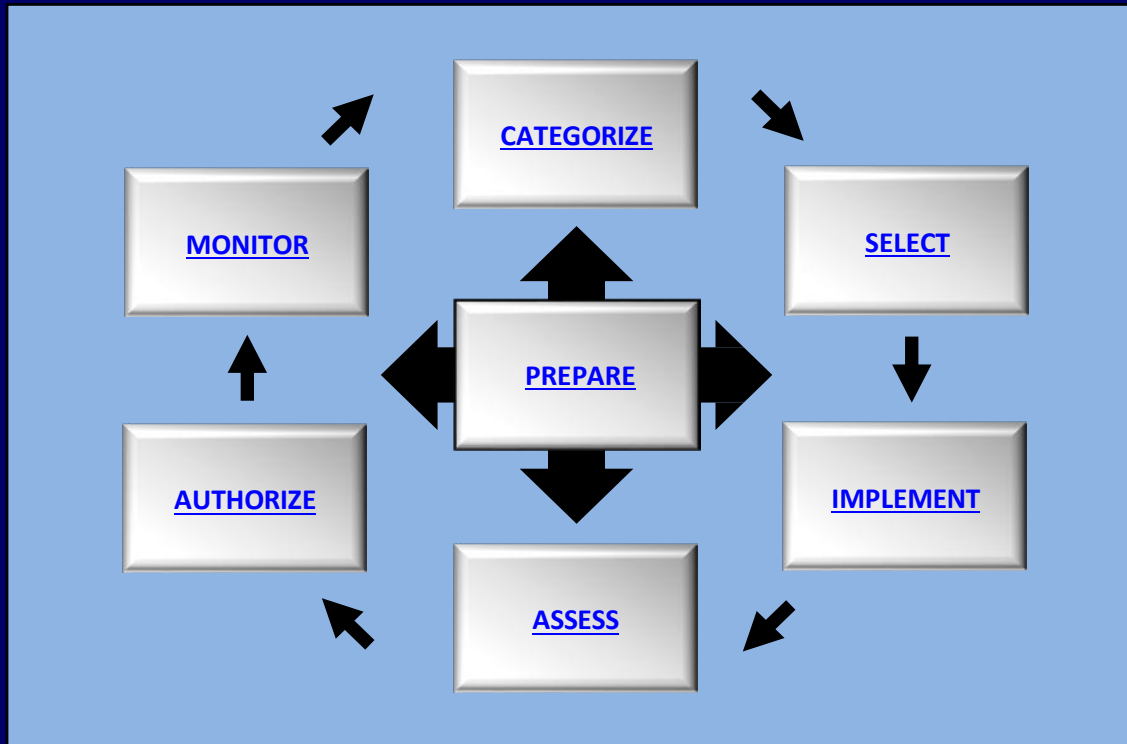 CATEGORIZE
MONITOR
SELECT
PREPARE
AUTHORIZE
IMPLEMENT
ASSESS